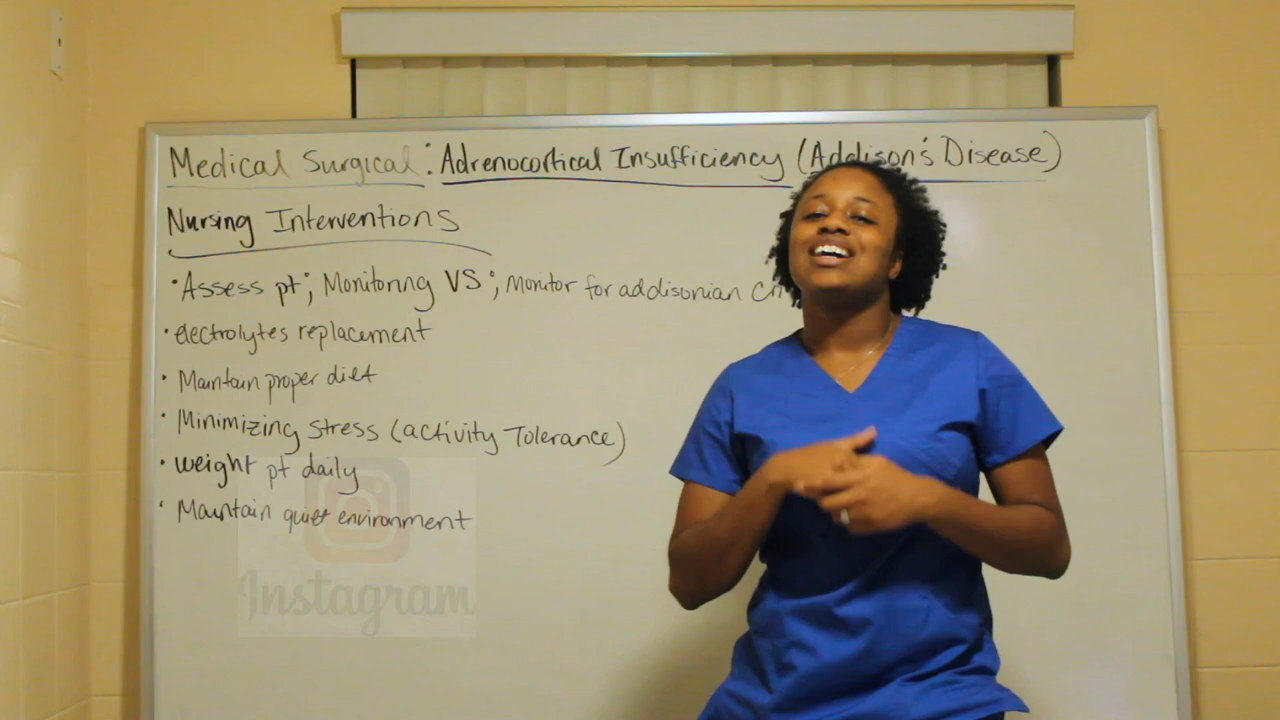 Medical Surgical: Adrenocortical Insufficiency (Addison's Disease)
Nursing Interventions
• Assess pt; Monitoring VS; Monitor for addisonian
• electrolytes replacement
• Maintain proper diet
• Minimizing stress (activity Tolerance)
• weight pt daily
• Maintain quiet environment
Instagram